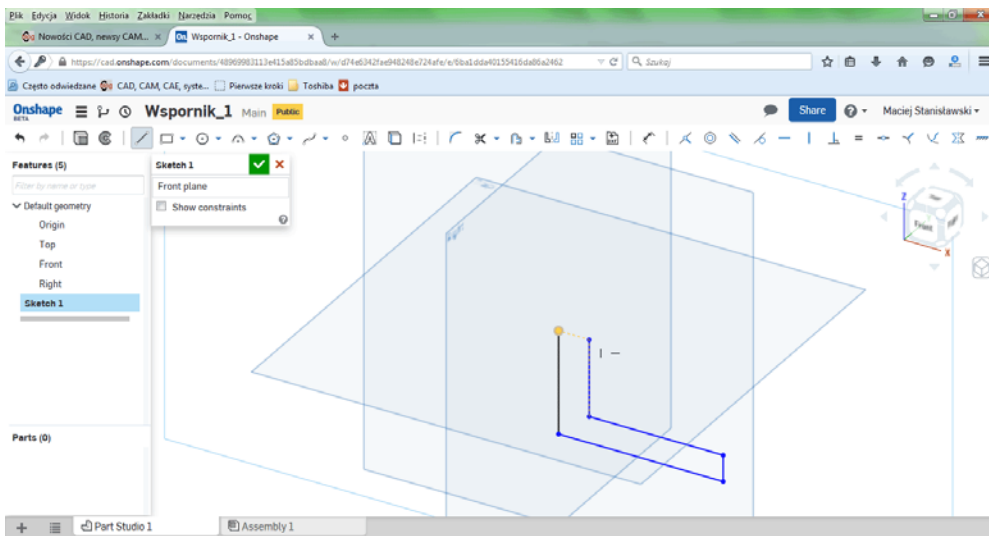 Plik Edycja Widok Historia Zakładki Narzędzia Pomoc
Nowości CAD, newsy CAM... × Wspornik_1 - Onshape × +
https://cad.onshape.com/documents/48969983113e415a85bdbaa8/w/d74e6342fae948248e724afe/e/6ba1dda40155416da86a2462 Szukaj
Często odwiedzane CAD, CAM, CAE, syste... Pierwsze kroki Toshiba poczta
Onshape BETA Wspornik_1 Main Public Share Maciej Stanisławski
Features (5)
Filter by name or type
Default geometry
Origin
Top
Front
Right
Sketch 1
Sketch 1
Front plane
Show constraints
Z
Front
X
Parts (0)
Part Studio 1 Assembly 1